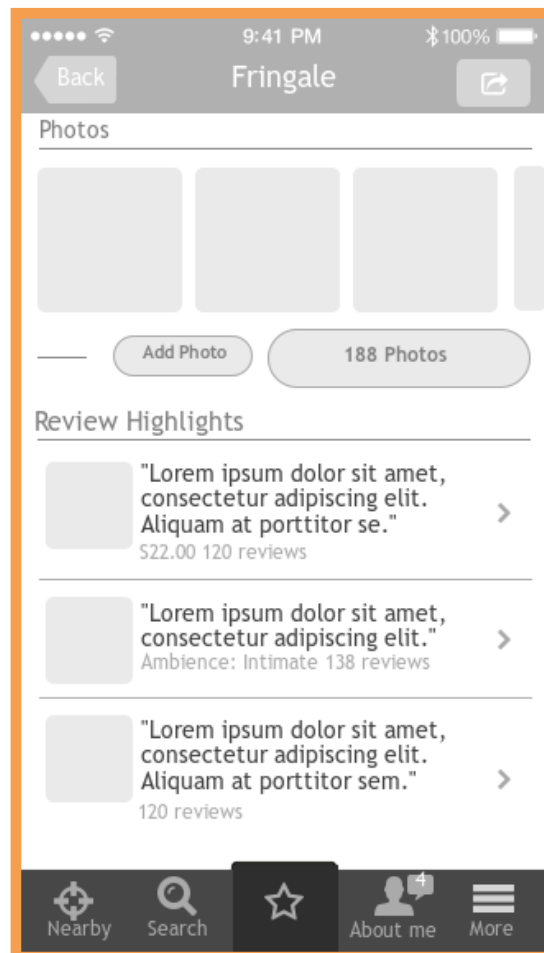 9:41 PM 100%
Back Fringale
Photos
Add Photo 188 Photos
Review Highlights
"Lorem ipsum dolor sit amet,
consectetur adipiscing elit.
Aliquam at porttitor se."
S22.00 120 reviews
"Lorem ipsum dolor sit amet,
consectetur adipiscing elit."
Ambience: Intimate 138 reviews
"Lorem ipsum dolor sit amet,
consectetur adipiscing elit.
Aliquam at porttitor sem."
120 reviews
4
Nearby Search About me More